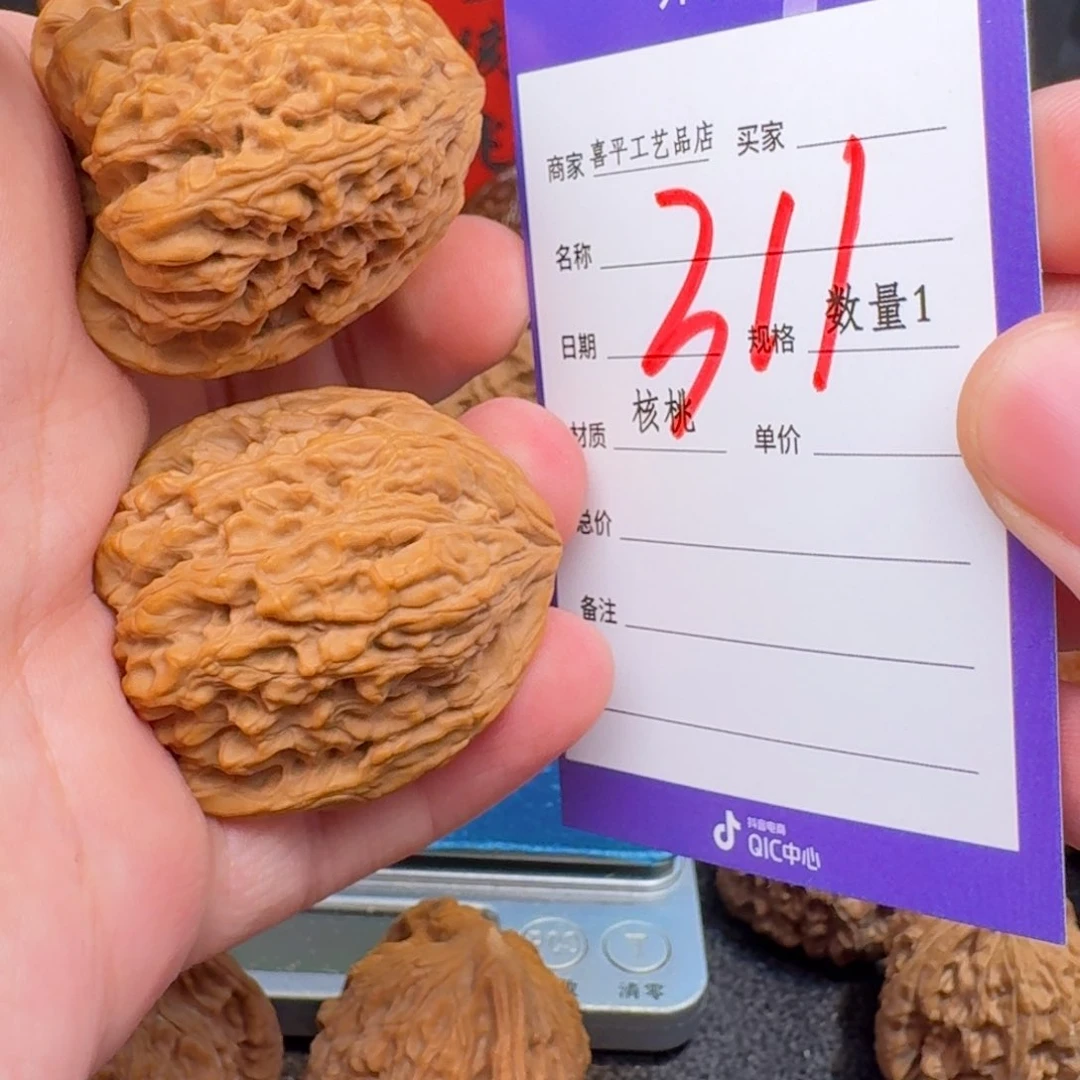 商家 喜平工艺品店 买家
311
名称
日期 规格 数量1
材质 核桃 单价
总价
备注
抖音电商
QIC中心
PCS T
清零